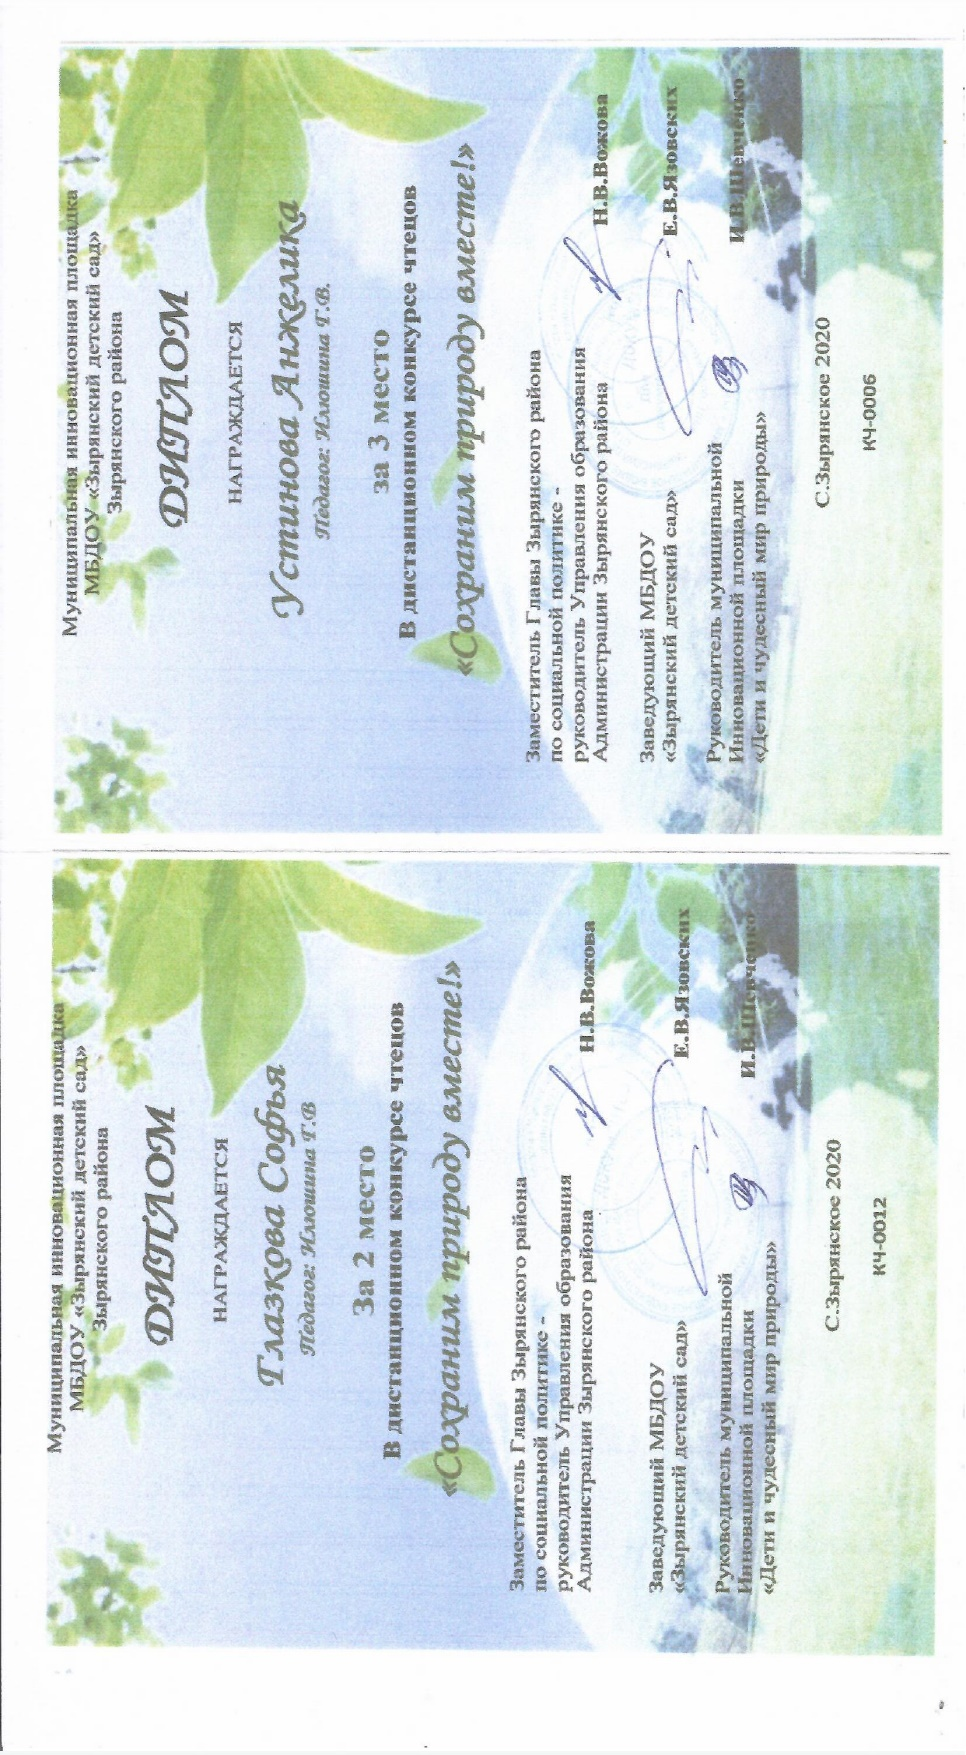 Муниципальная инновационная площадка
МБДОУ «Зырянский детский сад»
Зырянского района
ДИПЛОМ
НАГРАЖДАЕТСЯ
Глазкова Софья
Педагог: Илюшина Г.В
За 2 место
В дистанционном конкурсе чтецов
«Сохраним природу вместе!»
Заместитель Главы Зырянского района
по социальной политике -
руководитель Управления образования
Администрации Зырянского района
Н.В.Вожова
Заведующий МБДОУ
«Зырянский детский сад»
Е.В.Язовских
Руководитель муниципальной
Инновационной площадки
«Дети и чудесный мир природы»
И.В.Шевченко
С.Зырянское 2020
КЧ-0012
Муниципальная инновационная площадка
МБДОУ «Зырянский детский сад»
Зырянского района
ДИПЛОМ
НАГРАЖДАЕТСЯ
Устинова Анжелика
Педагог: Илюшина Г.В.
за 3 место
В дистанционном конкурсе чтецов
«Сохраним природу вместе!»
Заместитель Главы Зырянского района
по социальной политике -
руководитель Управления образования
Администрации Зырянского района
Н.В.Вожова
Заведующий МБДОУ
«Зырянский детский сад»
Е.В.Язовских
Руководитель муниципальной
Инновационной площадки
«Дети и чудесный мир природы»
И.В.Шевченко
С.Зырянское 2020
КЧ-0006